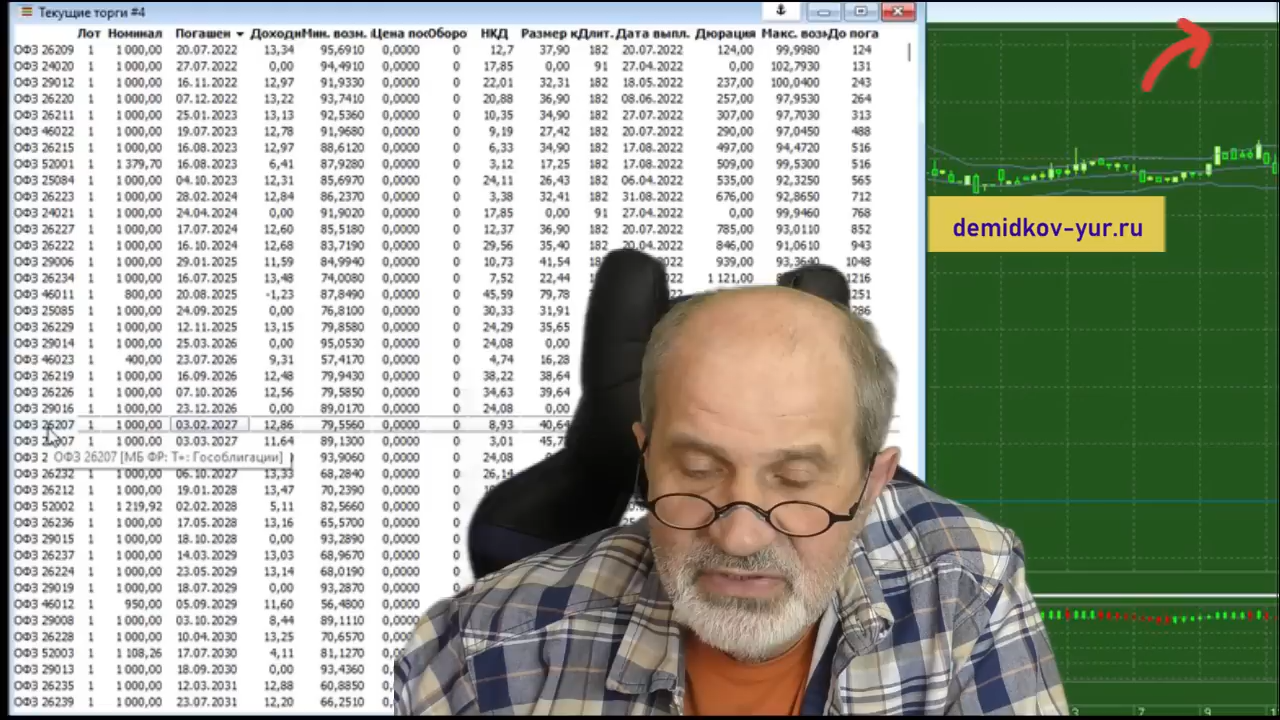 Текущие торги #4
Лот Номинал Погашен Доходи Мин. возм. Цена пос Оборо НКД Размер к Длит. Дата выпл. Дюрация Макс. воз До пога
ОФЗ 26209 1 1 000,00 20.07.2022 13,34 95,6910 0,0000 0 12,7 37,90 182 20.07.2022 124,00 99,9980 124
ОФЗ 24020 1 1 000,00 27.07.2022 0,00 94,4910 0,0000 0 17,85 0,00 91 27.04.2022 0,00 102,7930 131
ОФЗ 29012 1 1 000,00 16.11.2022 12,97 91,9330 0,0000 0 22,01 32,31 182 18.05.2022 237,00 100,0400 243
ОФЗ 26220 1 1 000,00 07.12.2022 13,22 93,7410 0,0000 0 20,88 36,90 182 08.06.2022 257,00 97,9530 264
ОФЗ 26211 1 1 000,00 25.01.2023 13,13 92,5360 0,0000 0 10,35 34,90 182 27.07.2022 307,00 97,7030 313
ОФЗ 46022 1 1 000,00 19.07.2023 12,78 91,9680 0,0000 0 9,19 27,42 182 20.07.2022 290,00 97,0450 488
ОФЗ 26215 1 1 000,00 16.08.2023 12,97 88,6120 0,0000 0 6,33 34,90 182 17.08.2022 497,00 94,4720 516
ОФЗ 52001 1 1 379,70 16.08.2023 6,41 87,9280 0,0000 0 3,12 17,25 182 17.08.2022 509,00 99,5300 516
ОФЗ 25084 1 1 000,00 04.10.2023 12,31 85,6750 0,0000 0 24,11 26,43 182 06.04.2022 535,00 92,3250 565
ОФЗ 26223 1 1 000,00 28.02.2024 12,84 86,2370 0,0000 0 3,38 32,41 182 31.08.2022 676,00 92,8650 712
ОФЗ 24021 1 1 000,00 24.04.2024 0,00 91,9020 0,0000 0 17,85 0,00 91 27.04.2022 0,00 99,9460 768
ОФЗ 26227 1 1 000,00 17.07.2024 12,60 85,5180 0,0000 0 12,37 36,90 182 20.07.2022 785,00 93,0110 852
ОФЗ 26222 1 1 000,00 16.10.2024 12,68 83,7190 0,0000 0 29,56 35,40 182 20.04.2022 846,00 91,0610 943
ОФЗ 29006 1 1 000,00 29.01.2025 11,59 84,9940 0,0000 0 10,73 41,54 182 939,00 93,3640 1048
ОФЗ 26234 1 1 000,00 16.07.2025 13,48 74,0080 0,0000 0 7,52 22,44 1 121,00 1216
ОФЗ 46011 1 800,00 20.08.2025 -1,23 87,8490 0,0000 0 45,59 79,78 251
ОФЗ 25085 1 1 000,00 24.09.2025 0,00 76,8100 0,0000 0 30,33 31,91 286
ОФЗ 26229 1 1 000,00 12.11.2025 13,15 79,8580 0,0000 0 24,29 35,65
ОФЗ 29014 1 1 000,00 25.03.2026 0,00 95,0530 0,0000 0 24,08 0,00
ОФЗ 46023 1 400,00 23.07.2026 9,31 57,4170 0,0000 0 4,74 16,28
ОФЗ 26219 1 1 000,00 16.09.2026 12,48 79,9430 0,0000 0 38,22 38,64
ОФЗ 26226 1 1 000,00 07.10.2026 12,56 79,5850 0,0000 0 34,63 39,64
ОФЗ 29016 1 1 000,00 23.12.2026 0,00 89,0170 0,0000 0 24,08 0,00
ОФЗ 26207 1 1 000,00 03.02.2027 12,86 79,5560 0,0000 0 8,93 40,64
ОФЗ 1 1 000,00 03.03.2027 11,64 89,1300 0,0000 0 3,01 45,7
ОФЗ 2 ОФЗ 26207 [МБ ФР: Т+: Гособлигации] 93,9060 0,0000 0 24,08
ОФЗ 26232 1 1 000,00 06.10.2027 13,33 68,2840 0,0000 0 26,14
ОФЗ 26212 1 1 000,00 19.01.2028 13,47 70,2390 0,0000 0
ОФЗ 52002 1 1 219,92 02.02.2028 5,11 82,5660 0,0000 0
ОФЗ 26236 1 1 000,00 17.05.2028 13,16 65,5700 0,0000 0
ОФЗ 29015 1 1 000,00 18.10.2028 0,00 93,2890 0,0000 0
ОФЗ 26237 1 1 000,00 14.03.2029 13,03 68,9670 0,0000 0
ОФЗ 26224 1 1 000,00 23.05.2029 13,14 68,0190 0,0000 0
ОФЗ 29019 1 1 000,00 18.07.2029 0,00 93,2870 0,0000 0
ОФЗ 46012 1 950,00 05.09.2029 11,60 56,4800 0,0000
ОФЗ 29008 1 1 000,00 03.10.2029 8,44 89,1110 0,0000
ОФЗ 26228 1 1 000,00 10.04.2030 13,25 70,6570
ОФЗ 52003 1 1 108,26 17.07.2030 4,11 81,1270
ОФЗ 29013 1 1 000,00 18.09.2030 0,00 93,4360
ОФЗ 26235 1 1 000,00 12.03.2031 12,88 60,8850
ОФЗ 26239 1 1 000,00 23.07.2031 12,20 66,2510
demidkov-yur.ru
3 7 9